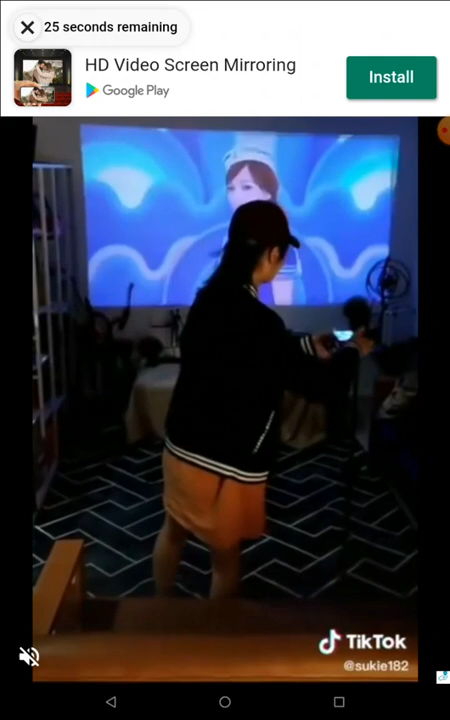 25 seconds remaining
HD Video Screen Mirroring
Google Play
Install
TikTok
@sukie182